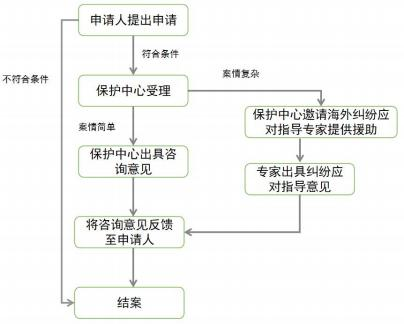 申请人提出申请
符合条件
不符合条件
案情复杂
保护中心受理
保护中心邀请海外纠纷应
对指导专家提供援助
案情简单
保护中心出具咨
询意见
专家出具纠纷应
对指导意见
将咨询意见反馈
至申请人
结案